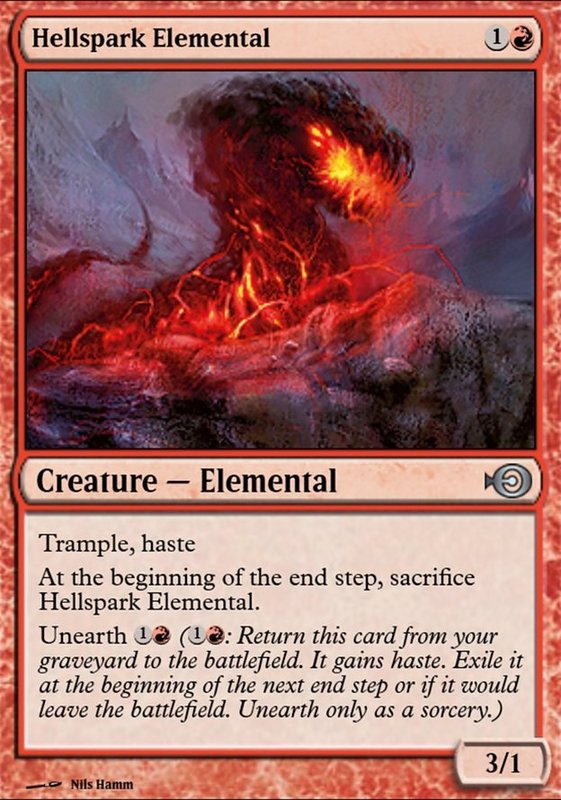 Hellspark Elemental 1
Creature — Elemental
Trample, haste
At the beginning of the end step, sacrifice
Hellspark Elemental.
Unearth 1 (1: Return this card from your
graveyard to the battlefield. It gains haste. Exile it
at the beginning of the next end step or if it would
leave the battlefield. Unearth only as a sorcery.)
3/1
Nils Hamm